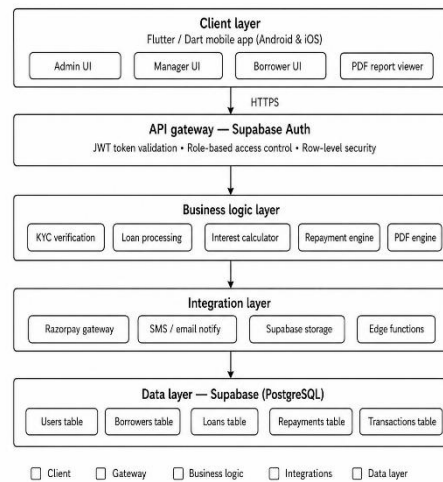 Client layer
Flutter / Dart mobile app (Android & iOS)
Admin UI
Manager UI
Borrower UI
PDF report viewer
HTTPS
API gateway — Supabase Auth
JWT token validation • Role-based access control • Row-level security
Business logic layer
KYC verification
Loan processing
Interest calculator
Repayment engine
PDF engine
Integration layer
Razorpay gateway
SMS / email notify
Supabase storage
Edge functions
Data layer — Supabase (PostgreSQL)
Users table
Borrowers table
Loans table
Repayments table
Transactions table
Client
Gateway
Business logic
Integrations
Data layer